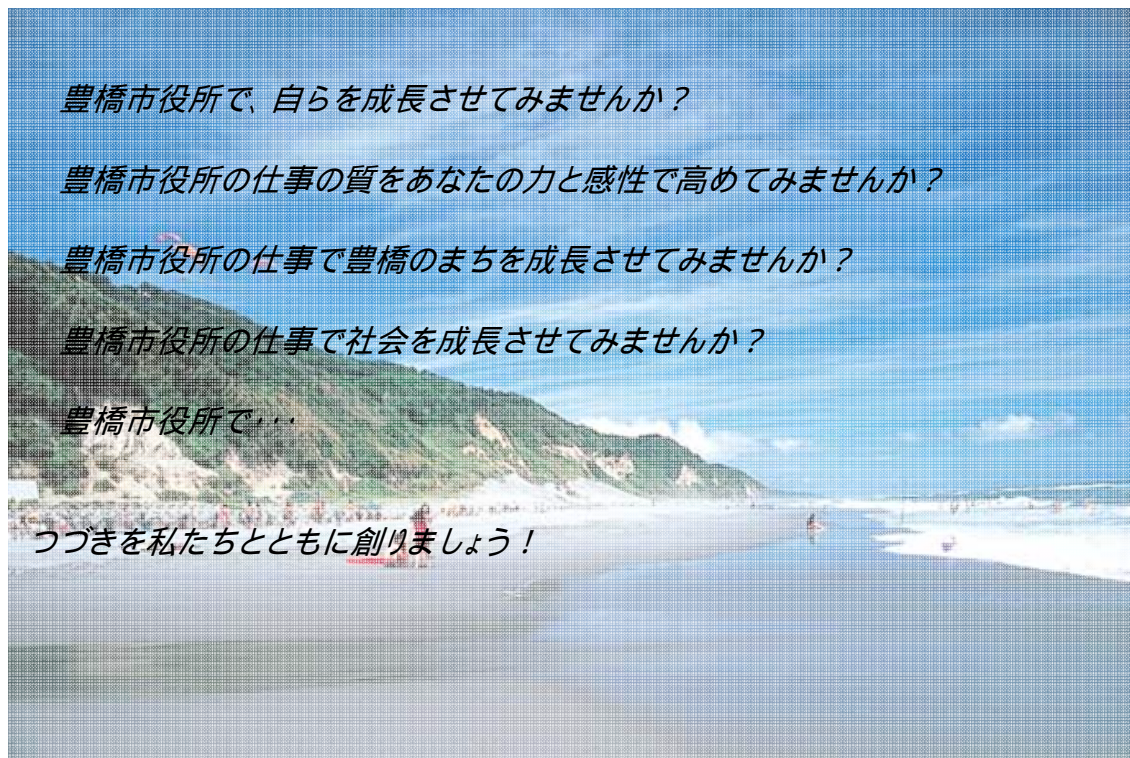 豊橋市役所で、自らを成長させてみませんか？
豊橋市役所の仕事の質をあなたの力と感性で高めてみませんか？
豊橋市役所の仕事で豊橋のまちを成長させてみませんか？
豊橋市役所の仕事で社会を成長させてみませんか？
豊橋市役所で・・・
つづきを私たちとともに創りましょう！